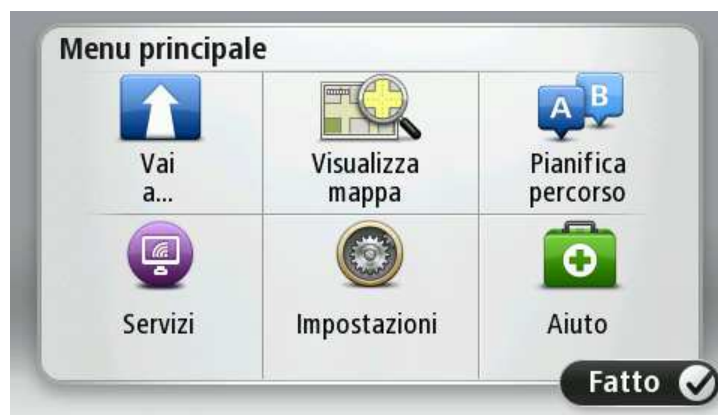 Menu principale
Vai
a...
Visualizza
mappa
Pianifica
percorso
A
B
Servizi
Impostazioni
Aiuto
Fatto